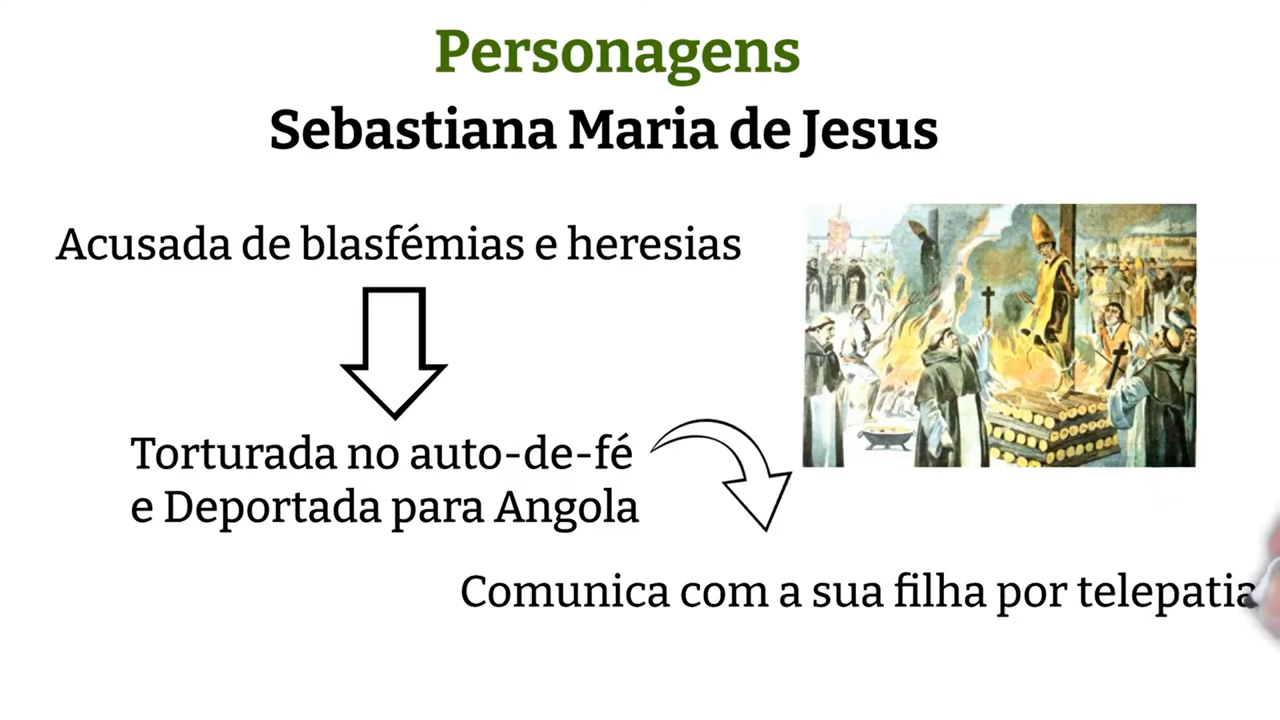 Personagens
Sebastiana Maria de Jesus
Acusada de blasfémias e heresias
Torturada no auto-de-fé
e Deportada para Angola
Comunica com a sua filha por telepatia